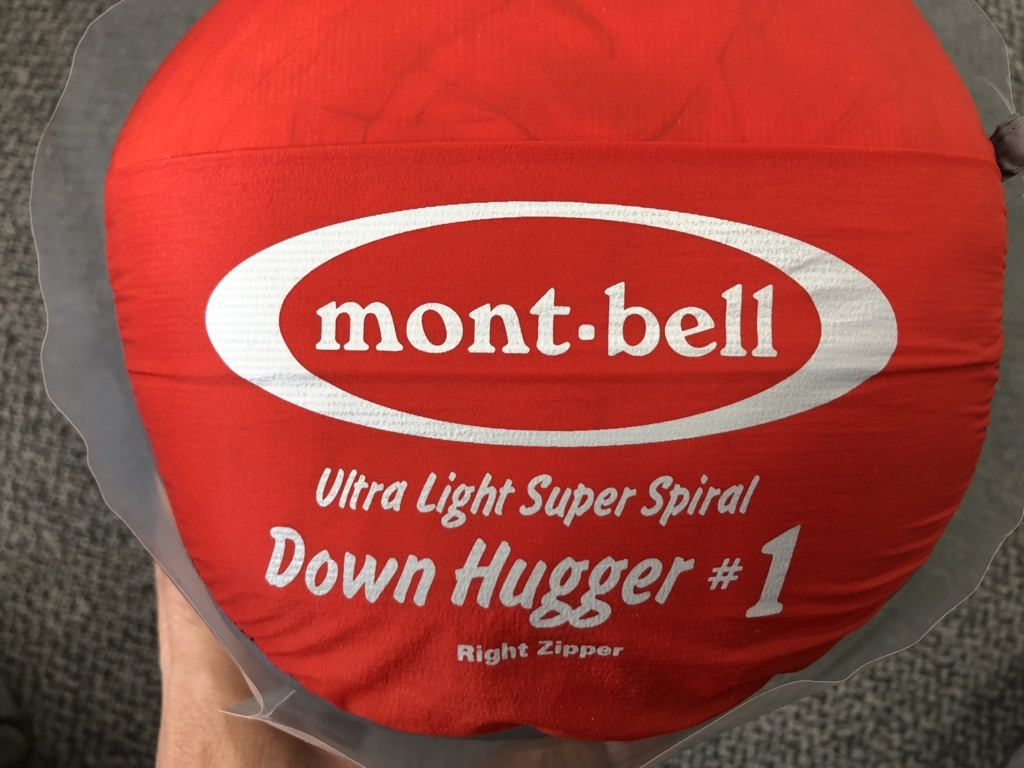 mont·bell
Ultra Light Super Spiral
Down Hugger #1
Right Zipper